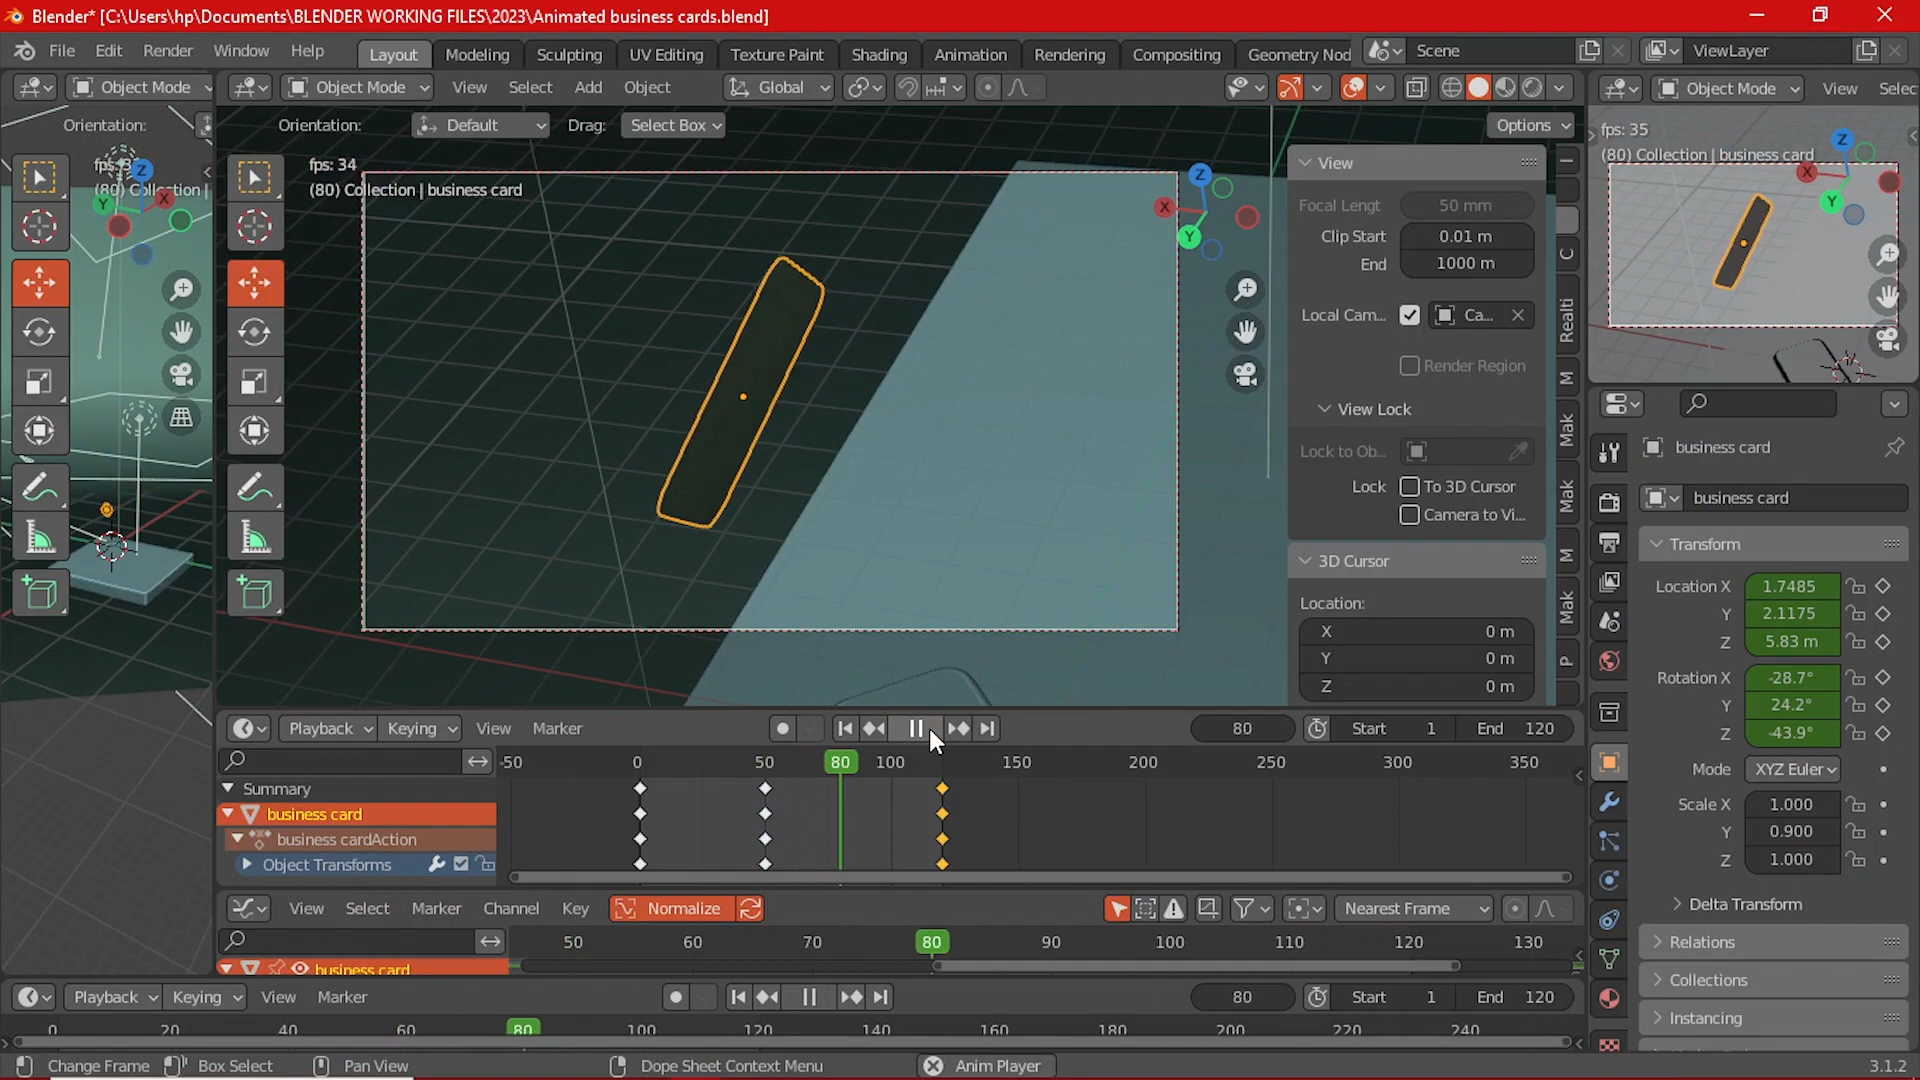 Blender* [C:\Users\hp\Documents\BLENDER WORKING FILES\2023\Animated business cards.blend]
File Edit Render Window Help Layout Modeling Sculpting UV Editing Texture Paint Shading Animation Rendering Compositing Geometry Nod Scene ViewLayer
Object Mode Object Mode View Select Add Object Global Object Mode View Selec
Orientation: Orientation: Default Drag: Select Box Options
fps: 34
(80) Collection | business card
fps: 35
(80) Collection | business card
(80) Collection |
X Y Z
X Y Z
X Y Z
View
Focal Lengt 50 mm
Clip Start 0.01 m
End 1000 m
Local Cam... Ca...
Render Region
View Lock
Lock to Ob...
Lock To 3D Cursor
Camera to Vi...
3D Cursor
Location:
X 0 m
Y 0 m
Z 0 m
C
Realti
M
Mak
Mak
M
Mak
P
business card
business card
Transform
Location X 1.7485
Y 2.1175
Z 5.83 m
Rotation X -28.7°
Y 24.2°
Z -43.9°
Mode XYZ Euler
Scale X 1.000
Y 0.900
Z 1.000
Delta Transform
Relations
Collections
Instancing
Playback Keying View Marker 80 Start 1 End 120
-50 0 50 80 100 150 200 250 300 350
Summary
business card
business cardAction
Object Transforms
View Select Marker Channel Key Normalize Nearest Frame
50 60 70 80 90 100 110 120 130
business card
Playback Keying View Marker 80 Start 1 End 120
0 20 40 60 80 100 120 140 160 180 200 220 240
Change Frame Box Select Pan View Dope Sheet Context Menu Anim Player 3.1.2